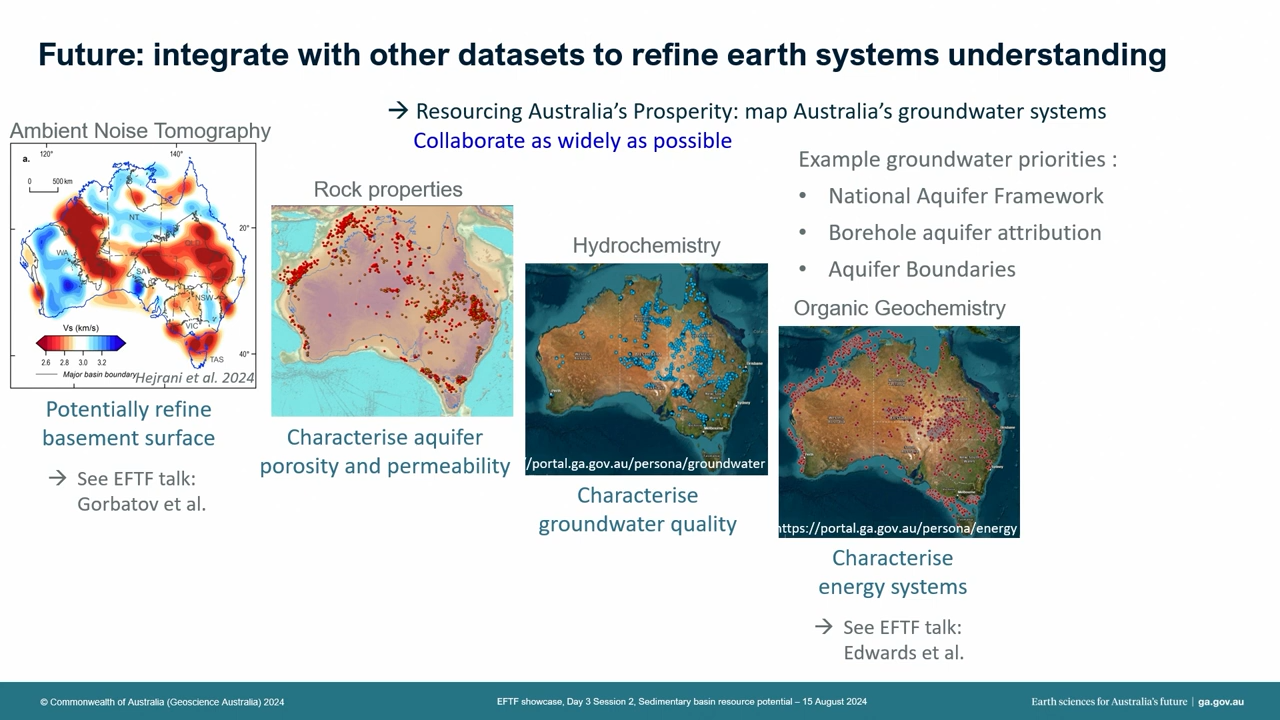 Future: integrate with other datasets to refine earth systems understanding
→ Resourcing Australia's Prosperity: map Australia's groundwater systems
Collaborate as widely as possible
Ambient Noise Tomography
a.
120°
140°
0
500 km
20°
40°
NT
WA
QLD
SA
NSW
VIC
TAS
Vs (km/s)
2.6 2.8 3.0 3.2
Major basin boundary
Hejrani et al. 2024
Potentially refine
basement surface
→ See EFTF talk:
Gorbatov et al.
Rock properties
Characterise aquifer
porosity and permeability
Hydrochemistry
/portal.ga.gov.au/persona/groundwater
Characterise
groundwater quality
Example groundwater priorities :
• National Aquifer Framework
• Borehole aquifer attribution
• Aquifer Boundaries
Organic Geochemistry
https://portal.ga.gov.au/persona/energy
Characterise
energy systems
→ See EFTF talk:
Edwards et al.
© Commonwealth of Australia (Geoscience Australia) 2024
EFTF showcase, Day 3 Session 2, Sedimentary basin resource potential – 15 August 2024
Earth sciences for Australia's future | ga.gov.au